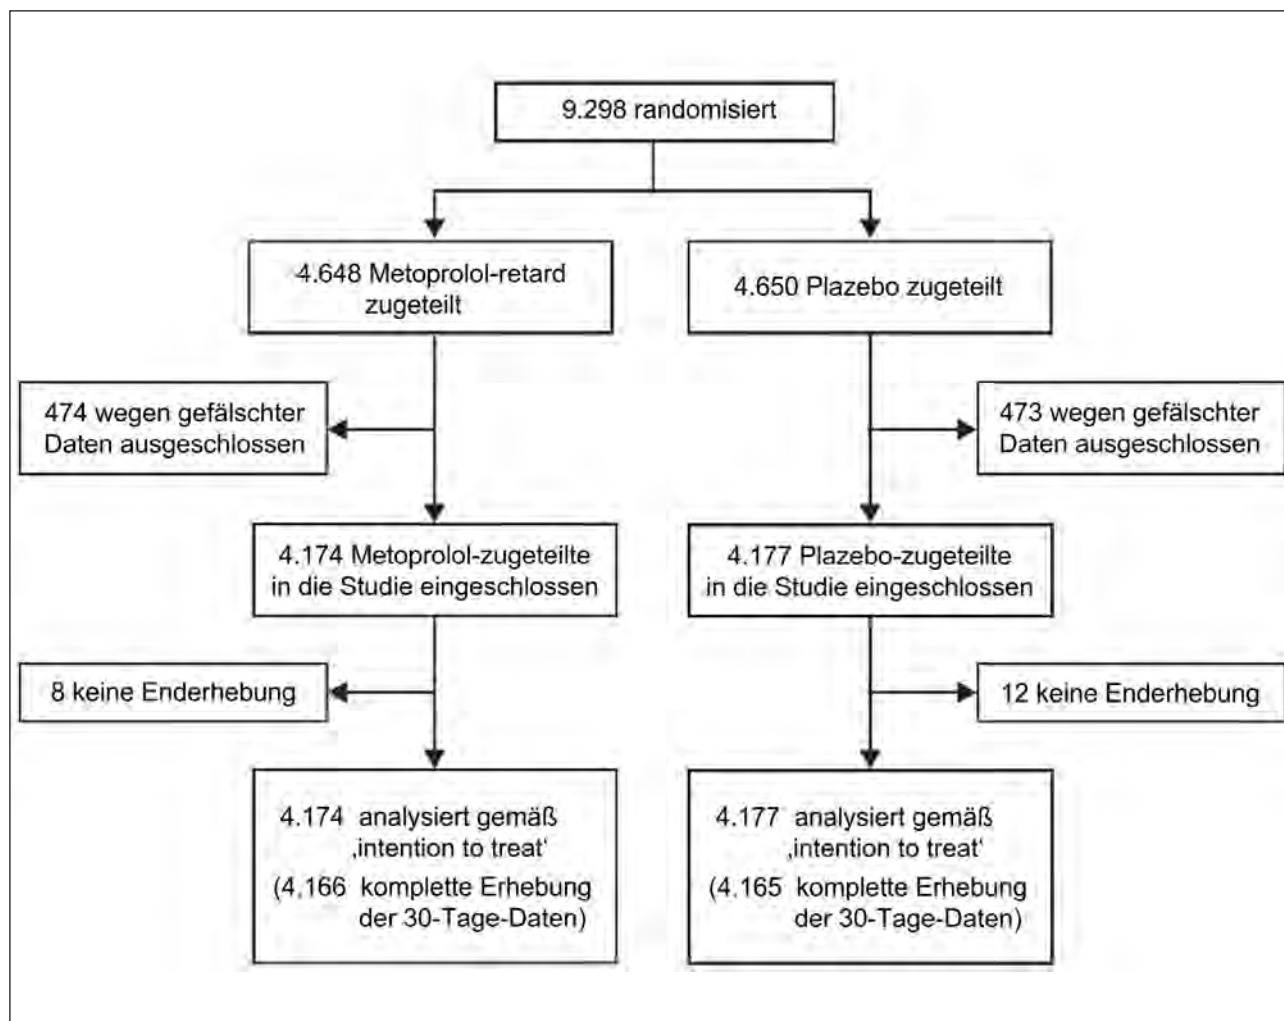 9.298 randomisiert
4.648 Metoprolol-retard
zugeteilt
4.650 Plazebo zugeteilt
474 wegen gefälschter
Daten ausgeschlossen
473 wegen gefälschter
Daten ausgeschlossen
4.174 Metoprolol-zugeteilte
in die Studie eingeschlossen
4.177 Plazebo-zugeteilte
in die Studie eingeschlossen
8 keine Enderhebung
12 keine Enderhebung
4.174 analysiert gemäß
‚intention to treat‘
(4.166 komplette Erhebung
der 30-Tage-Daten)
4.177 analysiert gemäß
‚intention to treat‘
(4.165 komplette Erhebung
der 30-Tage-Daten)